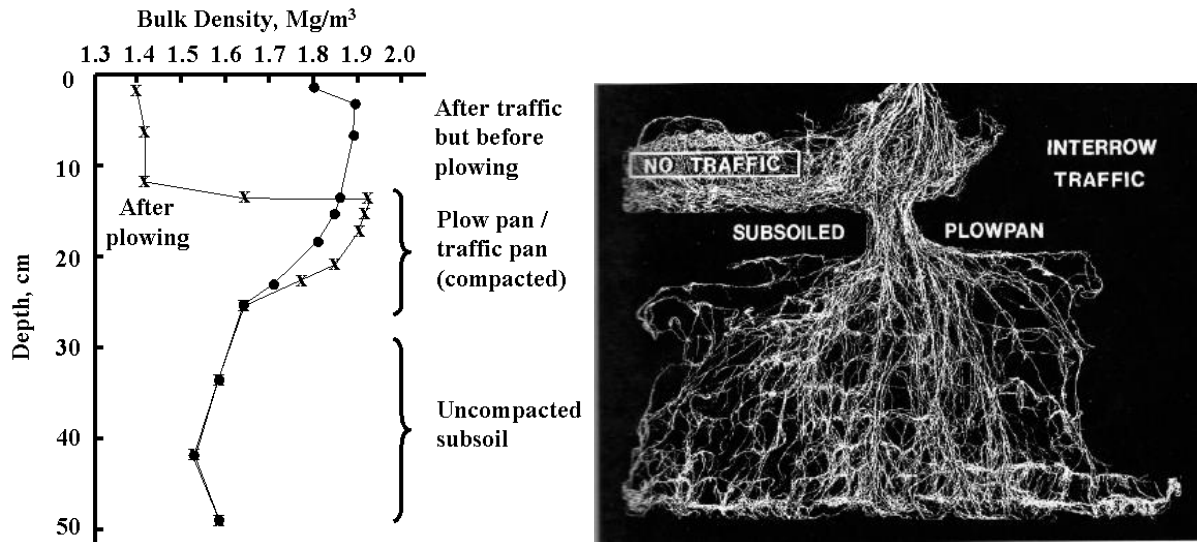 Bulk Density, Mg/m³
1.3 1.4 1.5 1.6 1.7 1.8 1.9 2.0
0
10
20
30
40
50
Depth, cm
After traffic
but before
plowing
After
plowing
Plow pan /
traffic pan
(compacted)
Uncompacted
subsoil
NO TRAFFIC
INTERROW
TRAFFIC
SUBSOILED
PLOWPAN